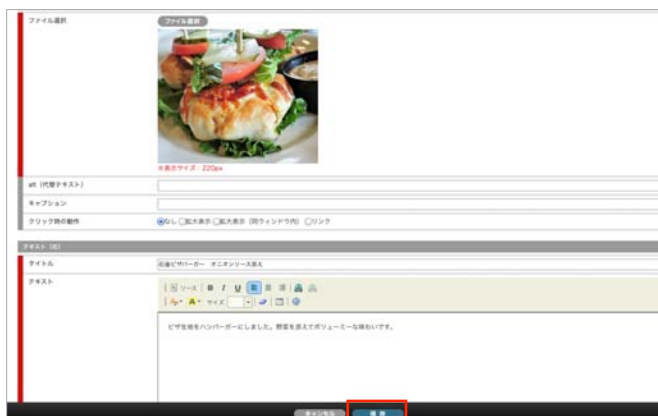 ファイル選択
ファイル選択
※表示サイズ：220px
alt（代替テキスト）
キャプション
クリック時の動作
なし 拡大表示 拡大表示（同ウィンドウ内） リンク
テキスト（右）
タイトル
石釜ピザバーガー オニオンソース添え
テキスト
ソース B I U
A サイズ
ピザ生地をハンバーガーにしました。野菜を添えてボリューミーな味わいです。
キャンセル
保存